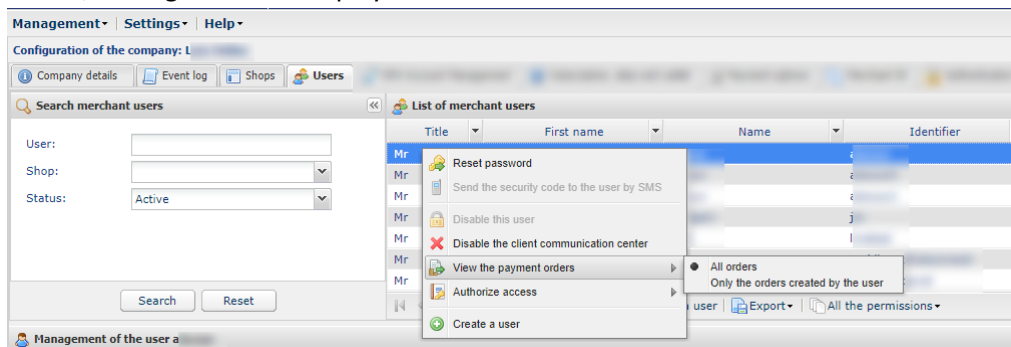 Management Settings Help
Configuration of the company: L
Company details Event log Shops Users
Search merchant users
User:
Shop:
Status: Active
Search Reset
List of merchant users
Title First name Name Identifier
Mr
Mr
Mr
Mr
Mr
Mr
Mr
Reset password
Send the security code to the user by SMS
Disable this user
Disable the client communication center
View the payment orders
Authorize access
Create a user
All orders
Only the orders created by the user
user Export All the permissions
Management of the user a